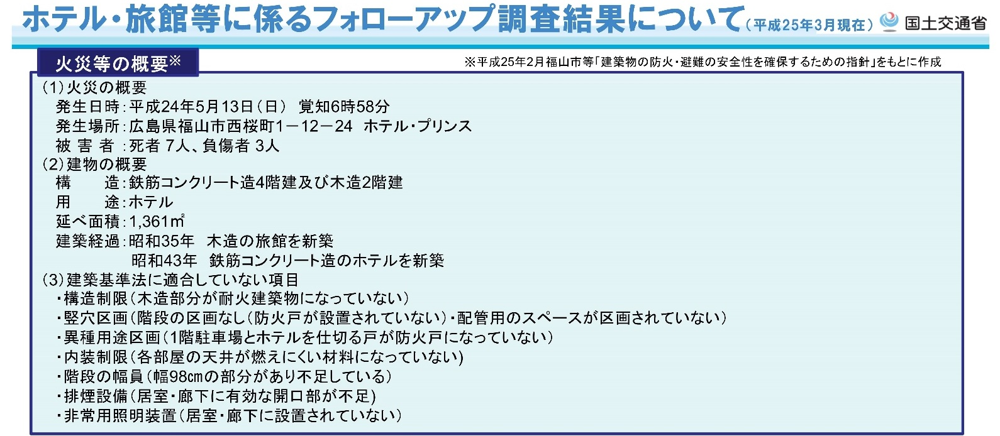 ホテル・旅館等に係るフォローアップ調査結果について(平成25年3月現在) 国土交通省
火災等の概要※
※平成25年2月福山市等「建築物の防火・避難の安全性を確保するための指針」をもとに作成
(1)火災の概要
発生日時:平成24年5月13日(日) 覚知6時58分
発生場所:広島県福山市西桜町1－12－24 ホテル・プリンス
被害者:死者 7人、負傷者 3人
(2)建物の概要
構　　造:鉄筋コンクリート造4階建及び木造2階建
用　　途:ホテル
延べ面積:1,361㎡
建築経過:昭和35年 木造の旅館を新築
昭和43年 鉄筋コンクリート造のホテルを新築
(3)建築基準法に適合していない項目
・構造制限(木造部分が耐火建築物になっていない)
・竪穴区画(階段の区画なし(防火戸が設置されていない)・配管用のスペースが区画されていない)
・異種用途区画(1階駐車場とホテルを仕切る戸が防火戸になっていない)
・内装制限(各部屋の天井が燃えにくい材料になっていない)
・階段の幅員(幅98㎝の部分があり不足している)
・排煙設備(居室・廊下に有効な開口部が不足)
・非常用照明装置(居室・廊下に設置されていない)